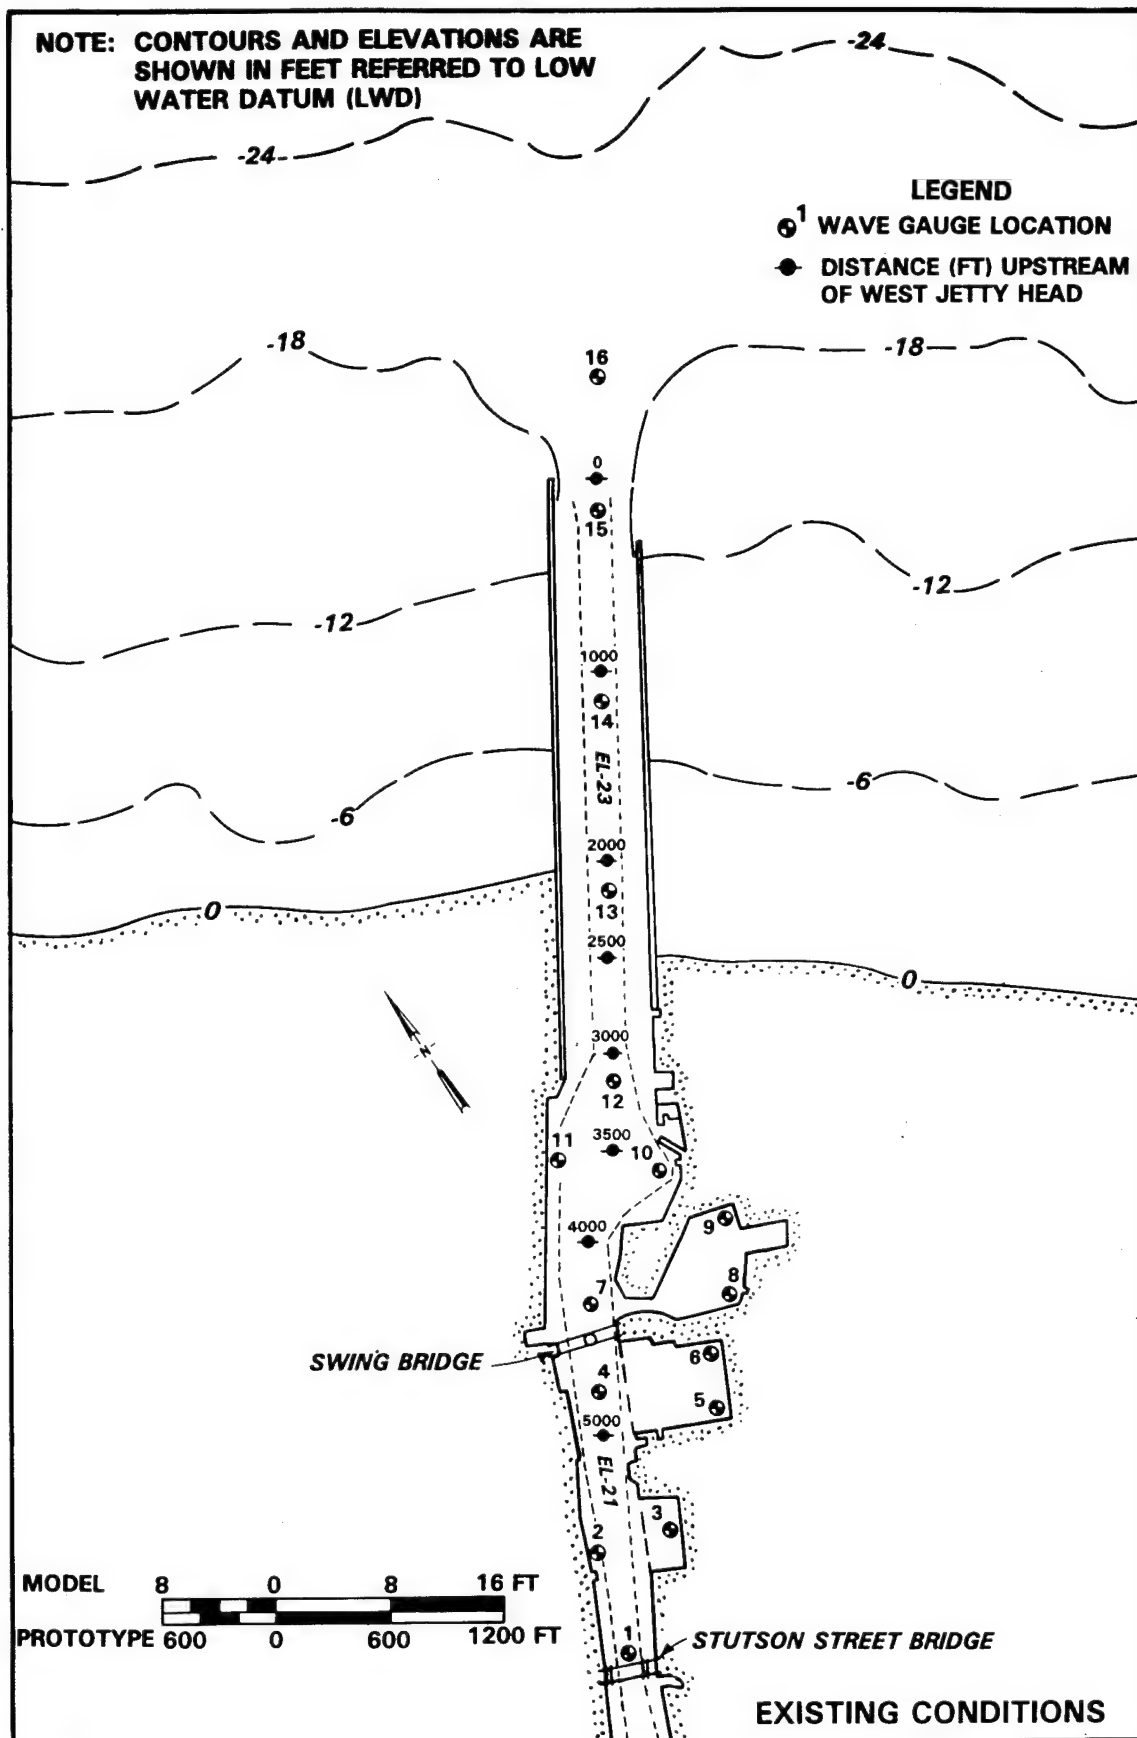 NOTE: CONTOURS AND ELEVATIONS ARE
SHOWN IN FEET REFERRED TO LOW
WATER DATUM (LWD)
-24
-24
LEGEND
1 WAVE GAUGE LOCATION
DISTANCE (FT) UPSTREAM
OF WEST JETTY HEAD
-18
-18
16
0
15
-12
-12
1000
14
EL-23
-6
-6
2000
13
0
2500
0
N
3000
12
3500
11
10
4000
9
8
7
SWING BRIDGE
6
4
5
5000
EL-21
3
2
MODEL 8 0 8 16 FT
PROTOTYPE 600 0 600 1200 FT
1
STUTSON STREET BRIDGE
EXISTING CONDITIONS